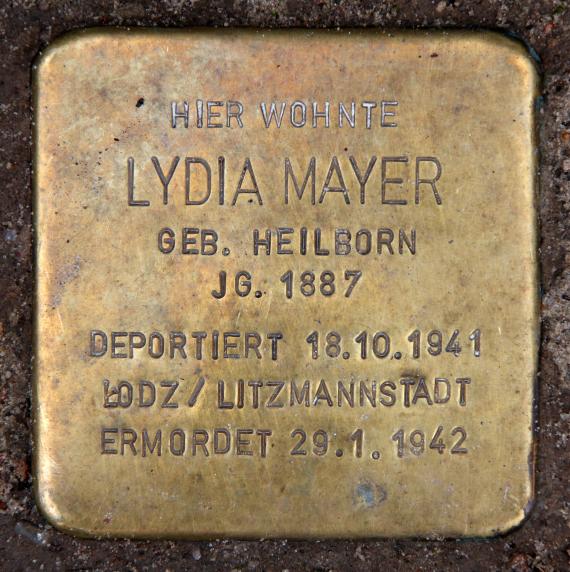 HIER WOHNTE
LYDIA MAYER
GEB. HEILBORN
JG. 1887
DEPORTIERT 18.10.1941
ŁODZ / LITZMANNSTADT
ERMORDET 29.1.1942